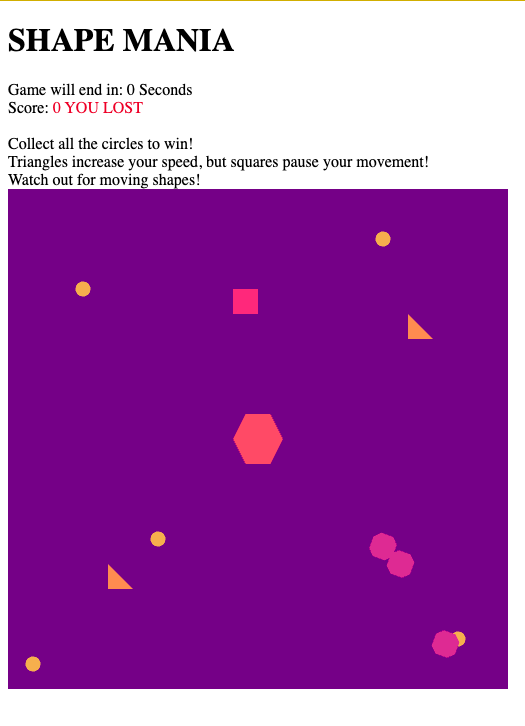 SHAPE MANIA
Game will end in: 0 Seconds
Score: 0 YOU LOST
Collect all the circles to win!
Triangles increase your speed, but squares pause your movement!
Watch out for moving shapes!